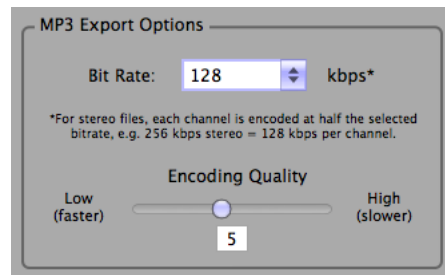 MP3 Export Options
Bit Rate: 128 kbps*
*For stereo files, each channel is encoded at half the selected
bitrate, e.g. 256 kbps stereo = 128 kbps per channel.
Encoding Quality
Low High
(faster) (slower)
5